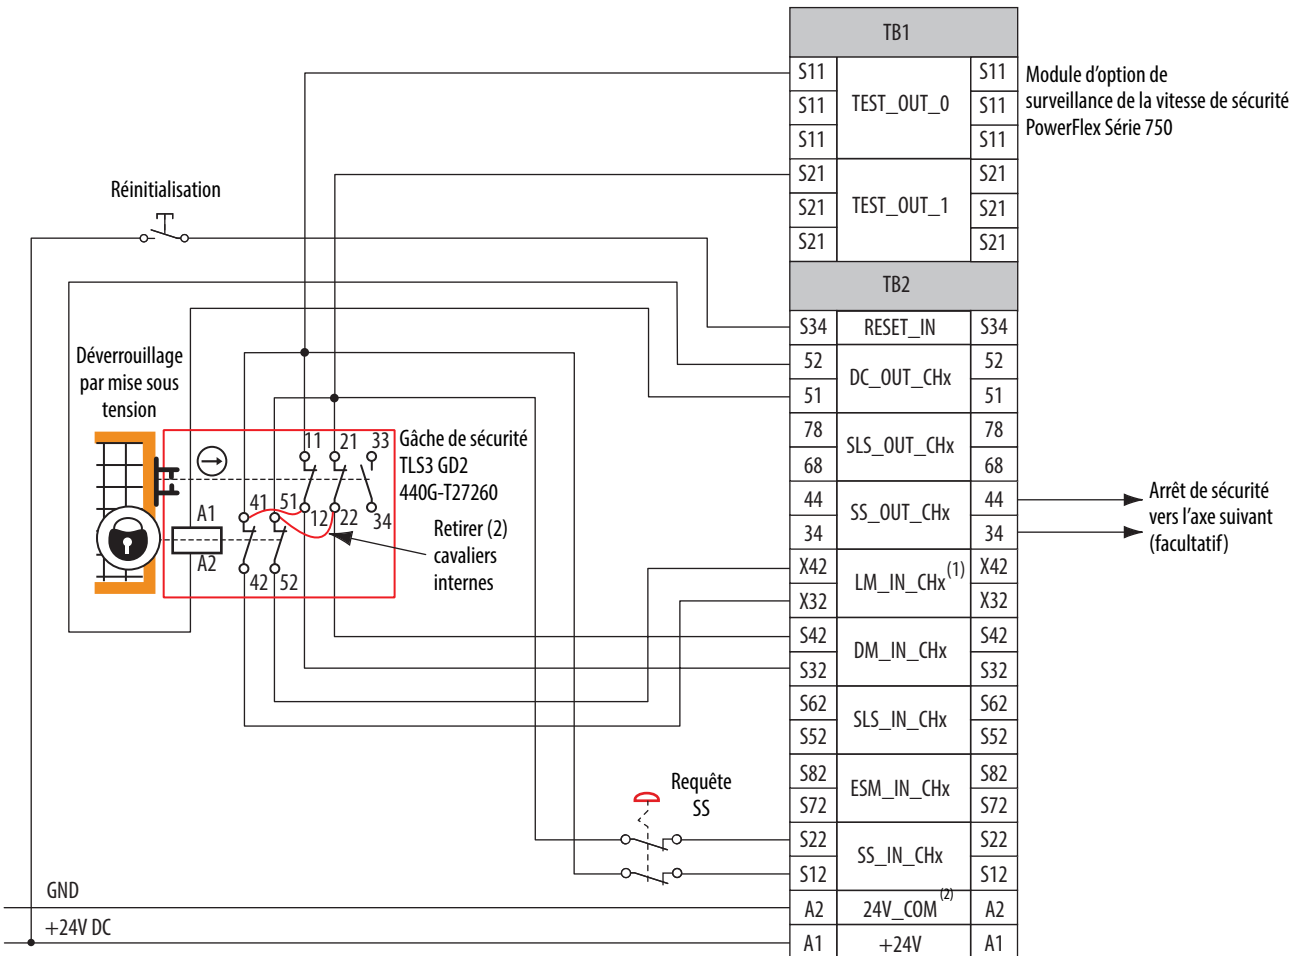 TB1
S11 TEST_OUT_0 S11
S11 S11
S11 S11
S21 TEST_OUT_1 S21
S21 S21
S21 S21
Module d'option de
surveillance de la vitesse de sécurité
PowerFlex Série 750
Réinitialisation
TB2
S34 RESET_IN S34
52 DC_OUT_CHx 52
51 51
78 SLS_OUT_CHx 78
68 68
44 SS_OUT_CHx 44
34 34
X42 LM_IN_CHx(1) X42
X32 X32
S42 DM_IN_CHx S42
S32 S32
S62 SLS_IN_CHx S62
S52 S52
S82 ESM_IN_CHx S82
S72 S72
S22 SS_IN_CHx S22
S12 S12
A2 24V_COM(2) A2
A1 +24V A1
Arrêt de sécurité
vers l'axe suivant
(facultatif)
Déverrouillage
par mise sous
tension
11 21 33
Gâche de sécurité
TLS3 GD2
440G-T27260
41 51
12 22 34
A1
A2
42 52
Retirer (2)
cavaliers
internes
Requête
SS
GND
+24V DC